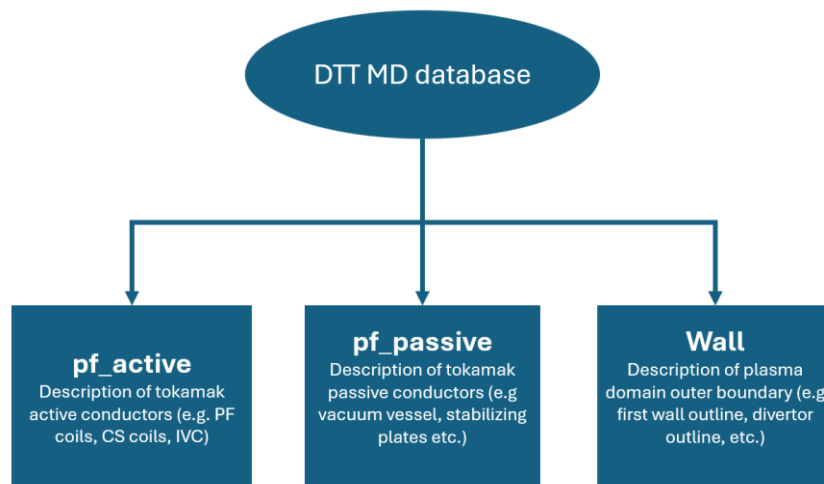 DTT MD database
pf_active
Description of tokamak
active conductors (e.g. PF
coils, CS coils, IVC)
pf_passive
Description of tokamak
passive conductors (e.g
vacuum vessel, stabilizing
plates etc.)
Wall
Description of plasma
domain outer boundary (e.g
first wall outline, divertor
outline, etc.)